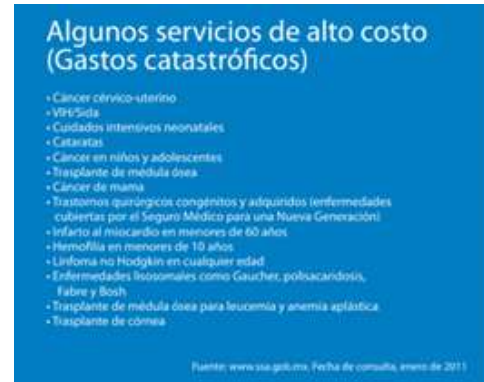 Algunos servicios de alto costo
(Gastos catastróficos)
• Cáncer cérvico-uterino
• VIH/Sida
• Cuidados intensivos neonatales
• Cataratas
• Cáncer en niños y adolescentes
• Trasplante de médula ósea
• Cáncer de mama
• Trastornos quirúrgicos congénitos y adquiridos (enfermedades
cubiertas por el Seguro Médico para una Nueva Generación)
• Infarto al miocardio en menores de 60 años
• Hemofilia en menores de 10 años
• Linfoma no Hodgkin en cualquier edad
• Enfermedades lisosomales como Gaucher, polisacaridosis,
Fabre y Bosh
• Trasplante de médula ósea para leucemia y anemia aplástica
• Trasplante de córnea
Fuente: www.ssa.gob.mx. Fecha de consulta, enero de 2011